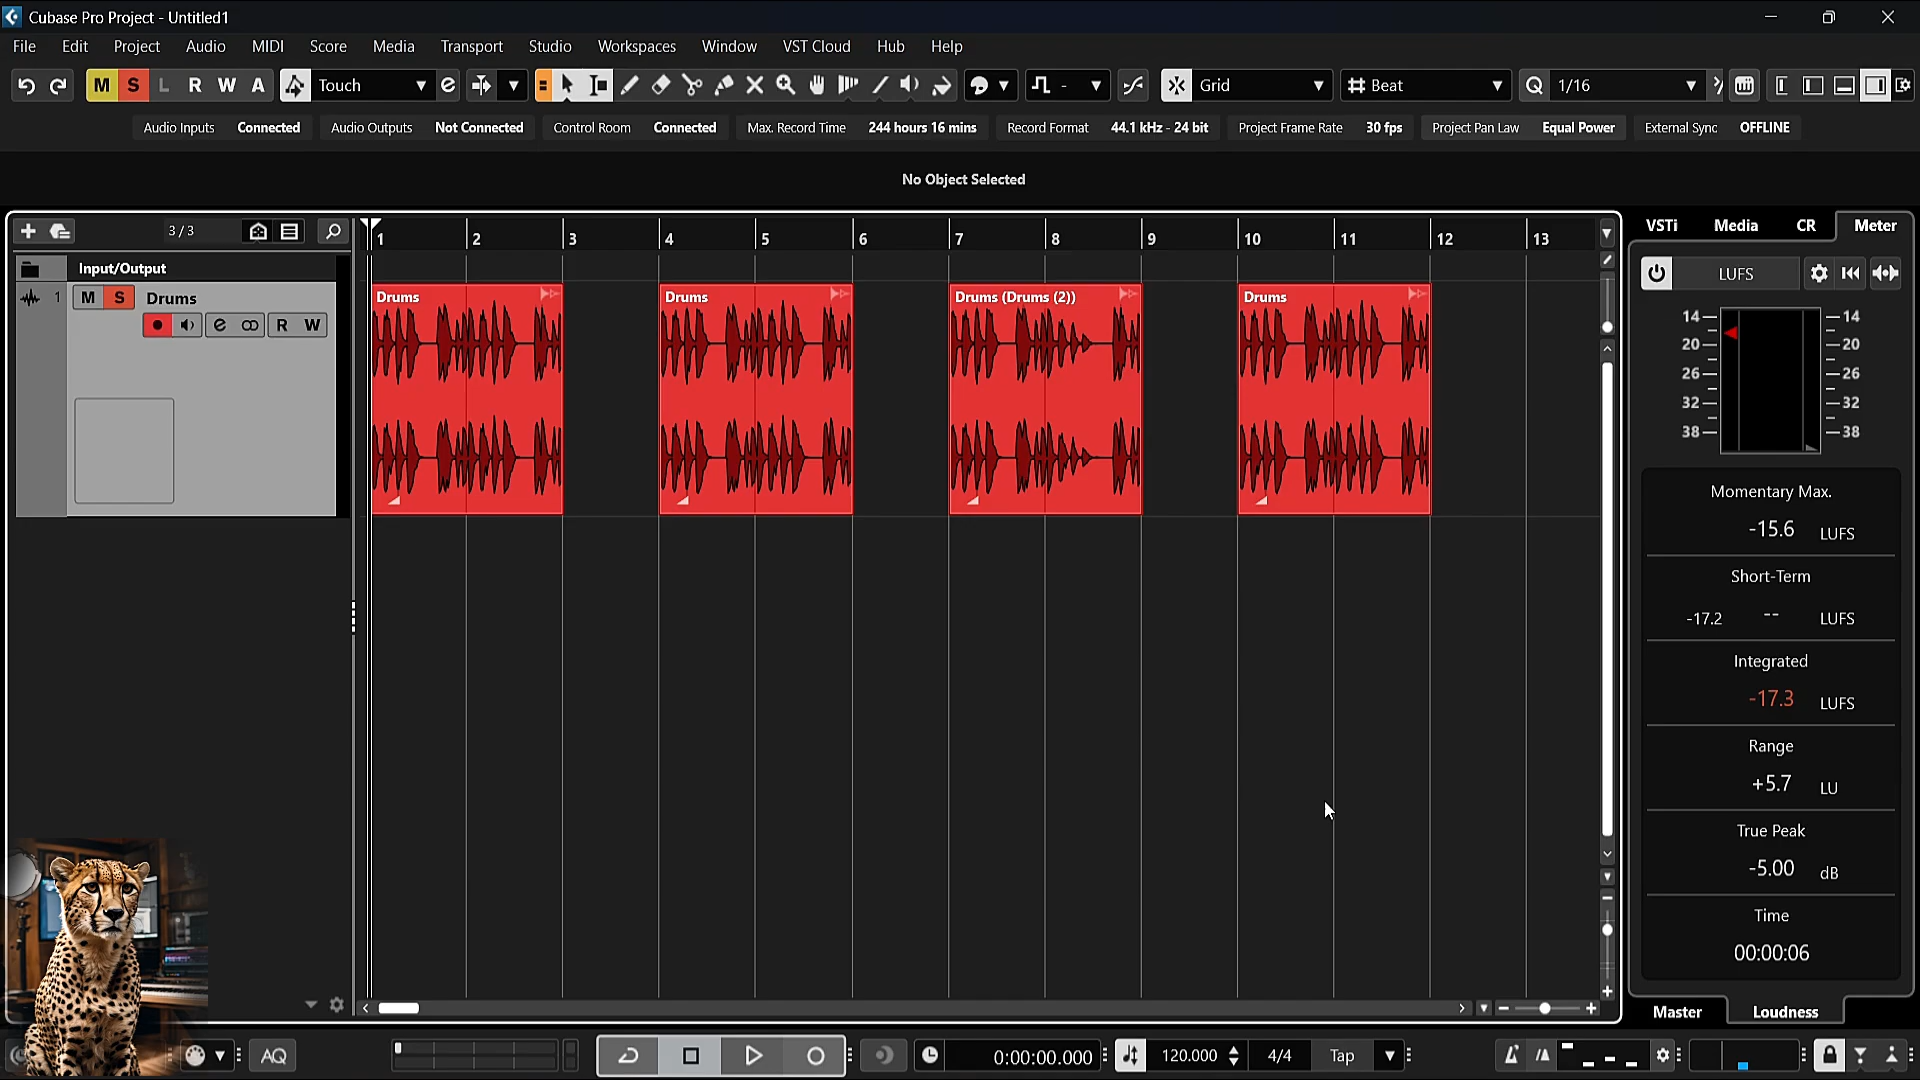 Cubase Pro Project - Untitled1
File Edit Project Audio MIDI Score Media Transport Studio Workspaces Window VST Cloud Hub Help
M S L R W A Touch - Grid Beat Q 1/16
Audio Inputs Connected Audio Outputs Not Connected Control Room Connected Max. Record Time 244 hours 16 mins Record Format 44.1 kHz - 24 bit Project Frame Rate 30 fps Project Pan Law Equal Power External Sync OFFLINE
No Object Selected
3 / 3
1 2 3 4 5 6 7 8 9 10 11 12 13
VSTi Media CR Meter
Input/Output
LUFS
1 M S Drums
R W
Drums
Drums
Drums (Drums (2))
Drums
14 14
20 20
26 26
32 32
38 38
Momentary Max.
-15.6 LUFS
Short-Term
-17.2 -- LUFS
Integrated
-17.3 LUFS
Range
+5.7 LU
True Peak
-5.00 dB
Time
00:00:06
Master Loudness
AQ 0:00:00.000 120.000 4/4 Tap